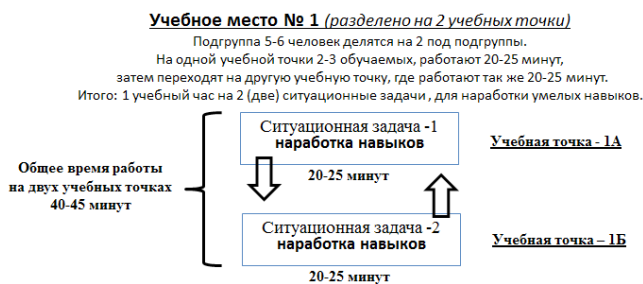 Учебное место № 1 (разделено на 2 учебных точки)
Подгруппа 5-6 человек делятся на 2 под подгруппы.
На одной учебной точки 2-3 обучаемых, работают 20-25 минут,
затем переходят на другую учебную точку, где работают так же 20-25 минут.
Итого: 1 учебный час на 2 (две) ситуационные задачи , для наработки умелых навыков.
Ситуационная задача -1
наработка навыков
Учебная точка - 1А
20-25 минут
Общее время работы
на двух учебных точках
40-45 минут
Ситуационная задача -2
наработка навыков
Учебная точка – 1Б
20-25 минут